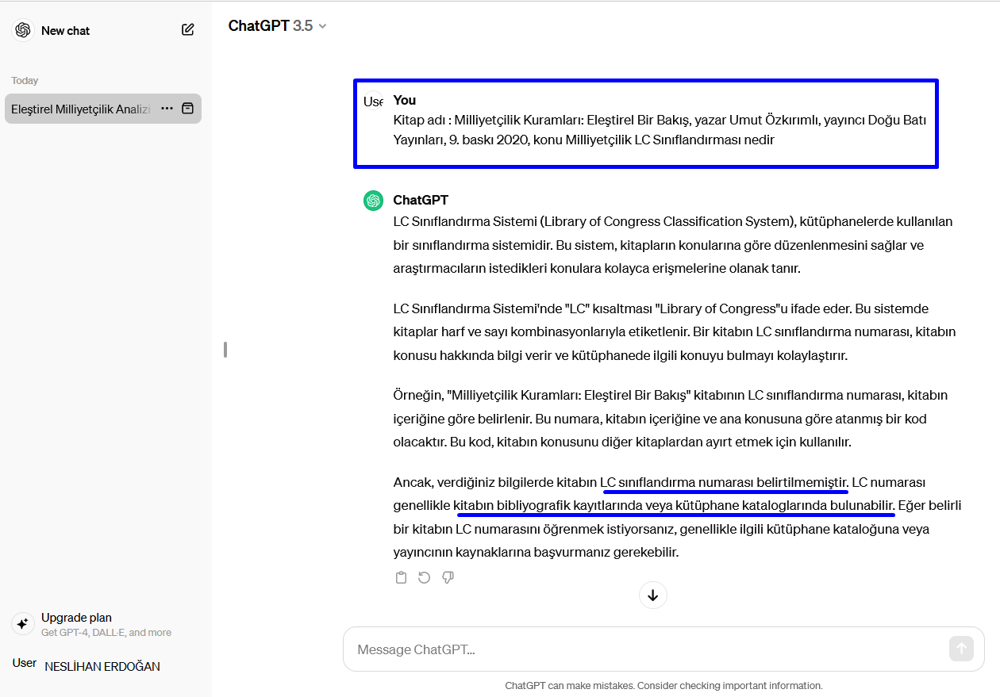 New chat
Today
Eleştirel Milliyetçilik Analizi
Upgrade plan
Get GPT-4, DALL·E, and more
User
NESLİHAN ERDOĞAN
ChatGPT 3.5
Use
You
Kitap adı : Milliyetçilik Kuramları: Eleştirel Bir Bakış, yazar Umut Özkırımlı, yayıncı Doğu Batı
Yayınları, 9. baskı 2020, konu Milliyetçilik LC Sınıflandırması nedir
ChatGPT
LC Sınıflandırma Sistemi (Library of Congress Classification System), kütüphanelerde kullanılan
bir sınıflandırma sistemidir. Bu sistem, kitapların konularına göre düzenlenmesini sağlar ve
araştırmacıların istedikleri konulara kolayca erişmelerine olanak tanır.
LC Sınıflandırma Sistemi'nde "LC" kısaltması "Library of Congress"u ifade eder. Bu sistemde
kitaplar harf ve sayı kombinasyonlarıyla etiketlenir. Bir kitabın LC sınıflandırma numarası, kitabın
konusu hakkında bilgi verir ve kütüphanede ilgili konuyu bulmayı kolaylaştırır.
Örneğin, "Milliyetçilik Kuramları: Eleştirel Bir Bakış" kitabının LC sınıflandırma numarası, kitabın
içeriğine göre belirlenir. Bu numara, kitabın içeriğine ve ana konusuna göre atanmış bir kod
olacaktır. Bu kod, kitabın konusunu diğer kitaplardan ayırt etmek için kullanılır.
Ancak, verdiğiniz bilgilerde kitabın LC sınıflandırma numarası belirtilmemiştir. LC numarası
genellikle kitabın bibliyografik kayıtlarında veya kütüphane kataloglarında bulunabilir. Eğer belirli
bir kitabın LC numarasını öğrenmek istiyorsanız, genellikle ilgili kütüphane kataloğuna veya
yayıncının kaynaklarına başvurmanız gerekebilir.
Message ChatGPT...
ChatGPT can make mistakes. Consider checking important information.